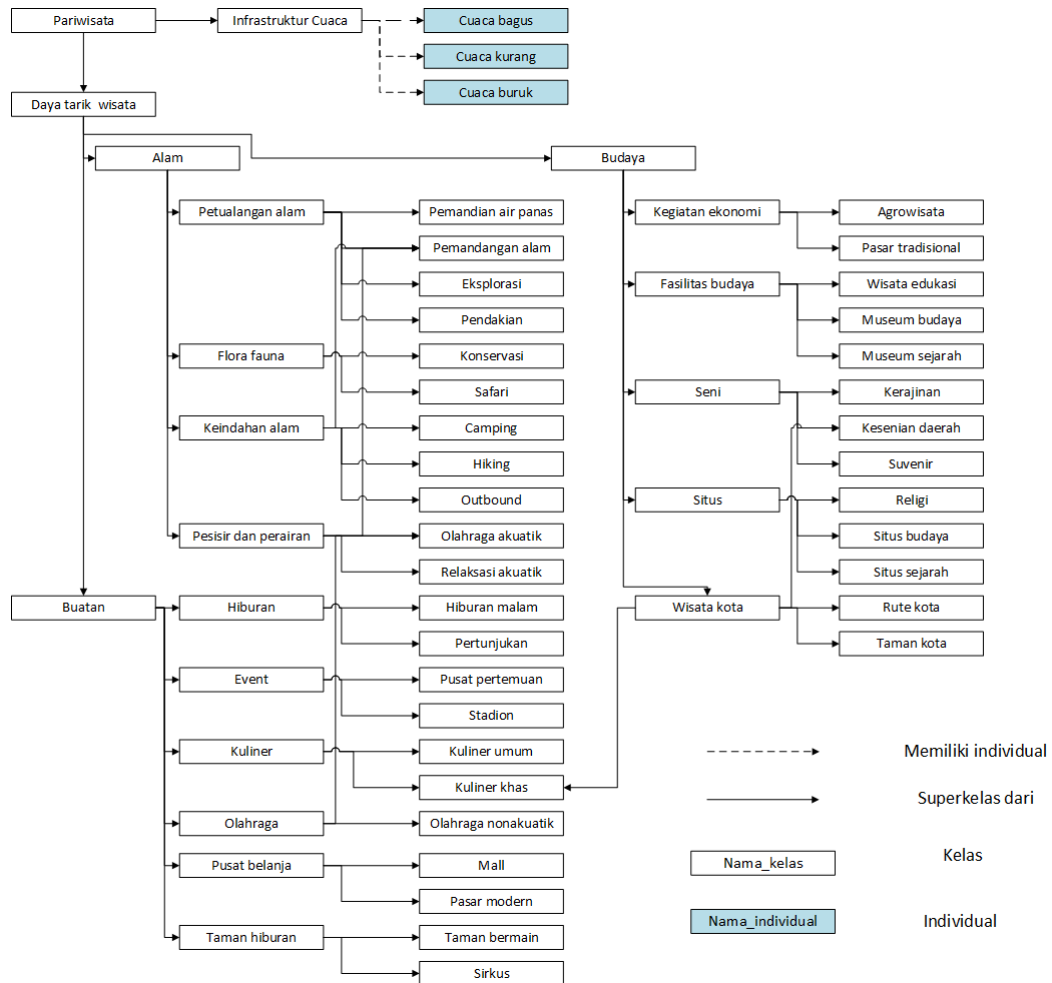 Pariwisata
Infrastruktur Cuaca
Cuaca bagus
Cuaca kurang
Cuaca buruk
Daya tarik wisata
Alam
Budaya
Petualangan alam
Pemandian air panas
Pemandangan alam
Eksplorasi
Pendakian
Flora fauna
Konservasi
Safari
Keindahan alam
Camping
Hiking
Outbound
Pesisir dan perairan
Olahraga akuatik
Relaksasi akuatik
Kegiatan ekonomi
Agrowisata
Pasar tradisional
Fasilitas budaya
Wisata edukasi
Museum budaya
Museum sejarah
Seni
Kerajinan
Kesenian daerah
Suvenir
Situs
Religi
Situs budaya
Situs sejarah
Wisata kota
Rute kota
Taman kota
Buatan
Hiburan
Hiburan malam
Pertunjukan
Event
Pusat pertemuan
Stadion
Kuliner
Kuliner umum
Kuliner khas
Olahraga
Olahraga nonakuatik
Pusat belanja
Mall
Pasar modern
Taman hiburan
Taman bermain
Sirkus
Memiliki individual
Superkelas dari
Nama_kelas
Kelas
Nama_individual
Individual